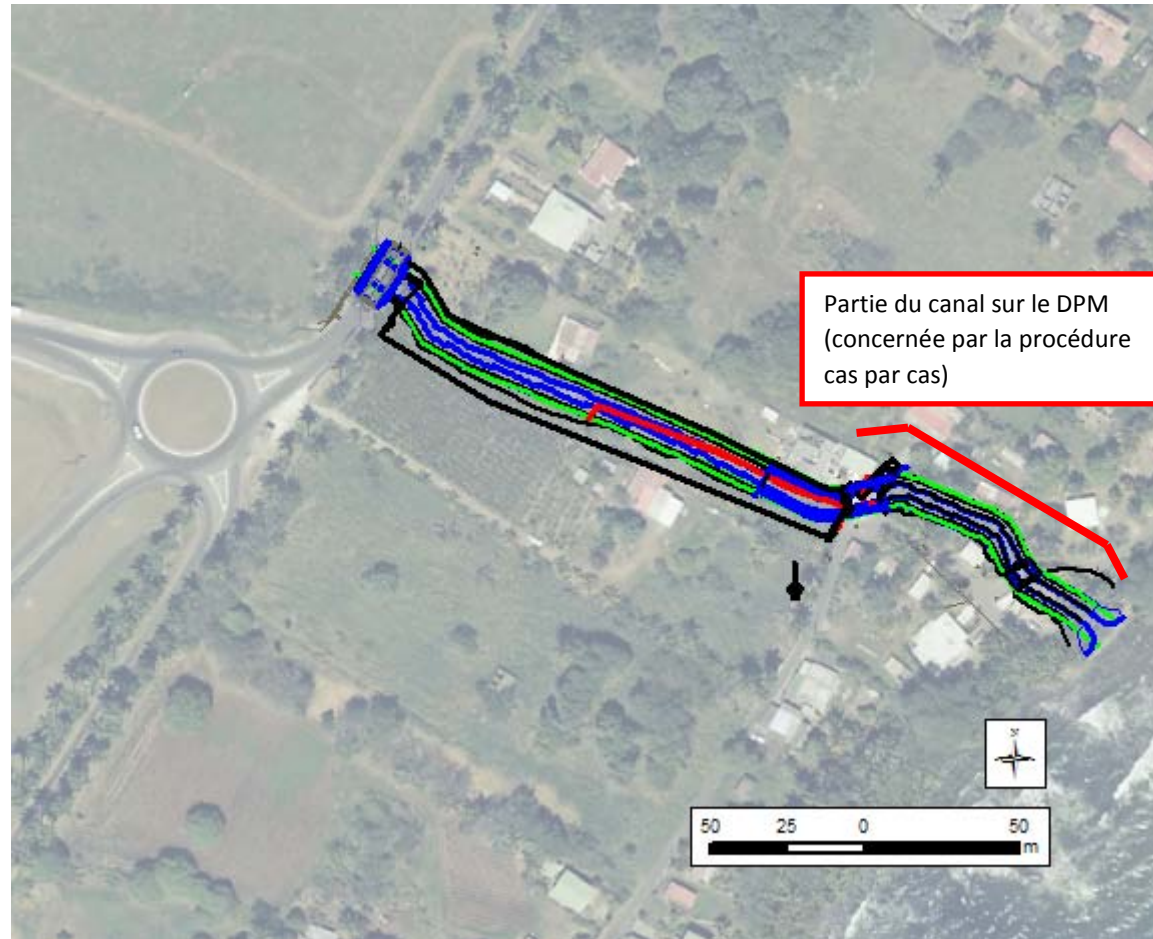 Partie du canal sur le DPM
(concernée par la procédure
cas par cas)
N
50 25 0 50
m